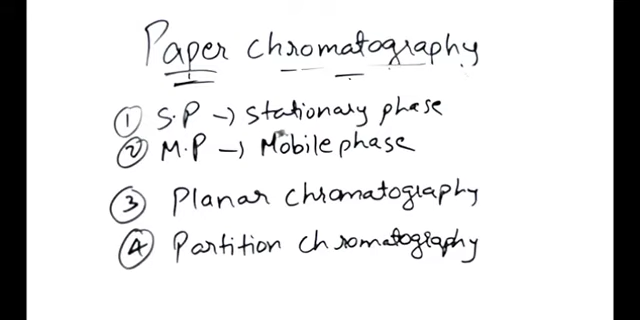 Paper chromatography
① S.P → Stationary phase
② M.P → Mobile phase
③ Planar chromatography
④ Partition chromatography